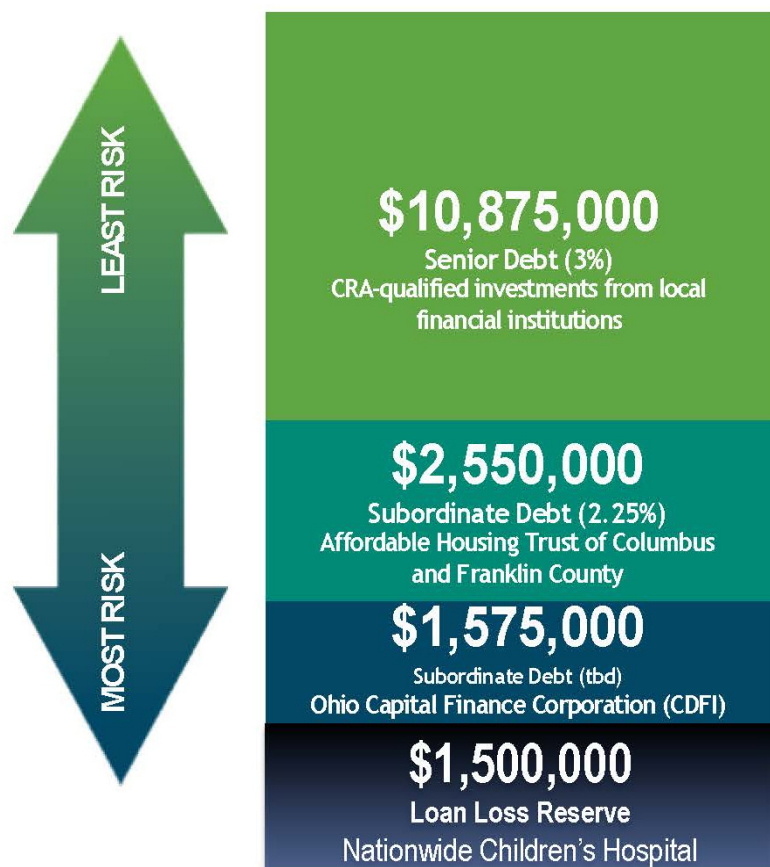 LEAST RISK
MOST RISK
$10,875,000
Senior Debt (3%)
CRA-qualified investments from local
financial institutions
$2,550,000
Subordinate Debt (2.25%)
Affordable Housing Trust of Columbus
and Franklin County
$1,575,000
Subordinate Debt (tbd)
Ohio Capital Finance Corporation (CDFI)
$1,500,000
Loan Loss Reserve
Nationwide Children's Hospital